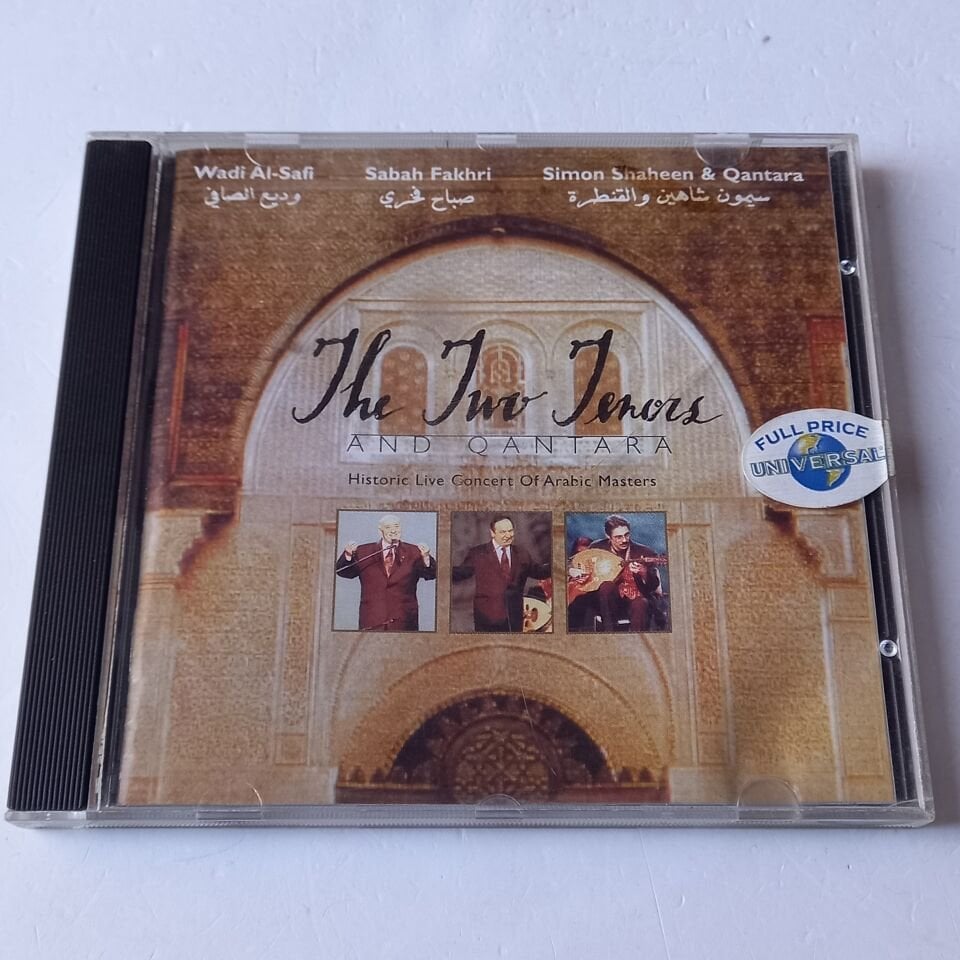 Wadi Al-Safi Sabah Fakhri Simon Shaheen & Qantara
وديع الصافي صباح فخري سيمون شاهين والقنطرة
The Two Tenors
AND QANTARA
Historic Live Concert Of Arabic Masters
FULL PRICE
UNIVERSAL